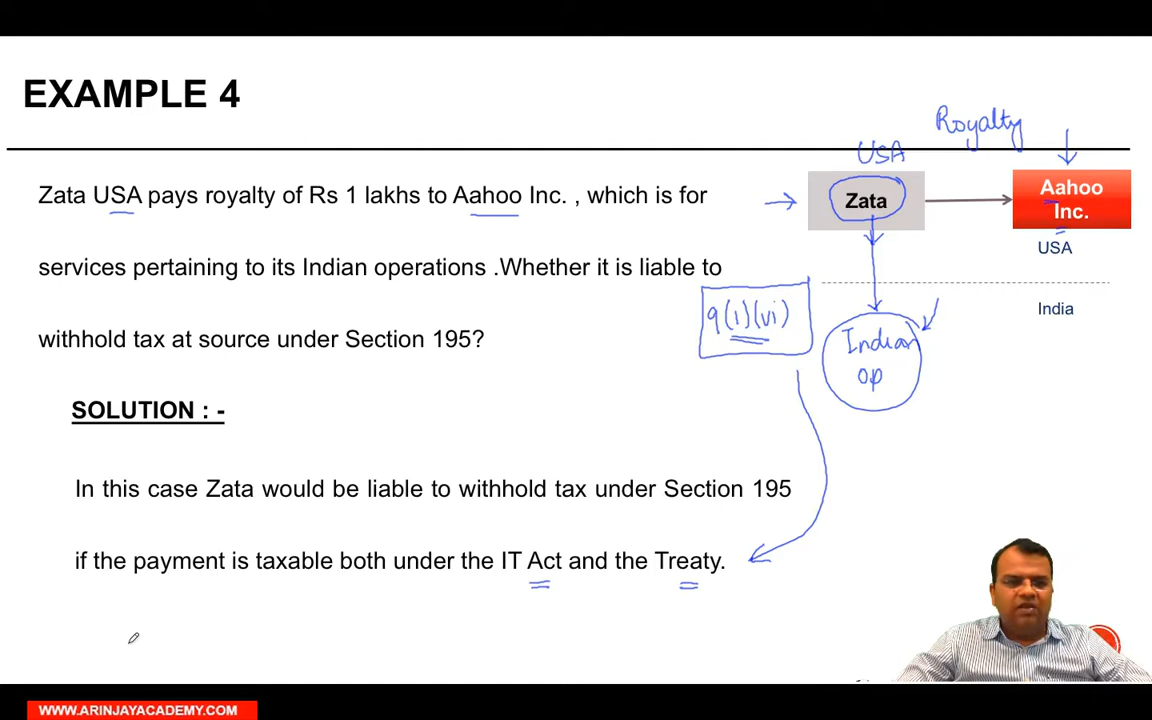 EXAMPLE 4
Royalty
USA
Zata USA pays royalty of Rs 1 lakhs to Aahoo Inc. , which is for
services pertaining to its Indian operations .Whether it is liable to
withhold tax at source under Section 195?
Zata
Aahoo
Inc.
USA
India
9(1)(vi)
Indian
op
SOLUTION : -
In this case Zata would be liable to withhold tax under Section 195
if the payment is taxable both under the IT Act and the Treaty.
WWW.ARINJAYACADEMY.COM